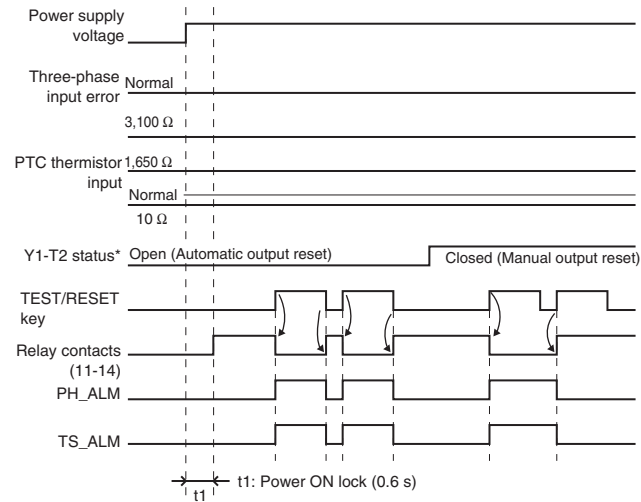 Power supply
voltage
Three-phase
input error
Normal
3,100 Ω
PTC thermistor
input
1,650 Ω
Normal
10 Ω
Y1-T2 status*
Open (Automatic output reset)
Closed (Manual output reset)
TEST/RESET
key
Relay contacts
(11-14)
PH_ALM
TS_ALM
t1
t1: Power ON lock (0.6 s)